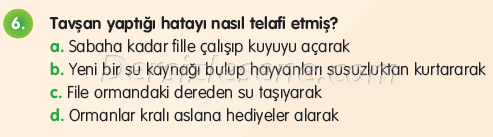 6. Tavşan yaptığı hatayı nasıl telafi etmiş?
a. Sabaha kadar fille çalışıp kuyuyu açarak
b. Yeni bir su kaynağı bulup hayvanları susuzluktan kurtararak
c. File ormandaki dereden su taşıyarak
d. Ormanlar kralı aslana hediyeler alarak